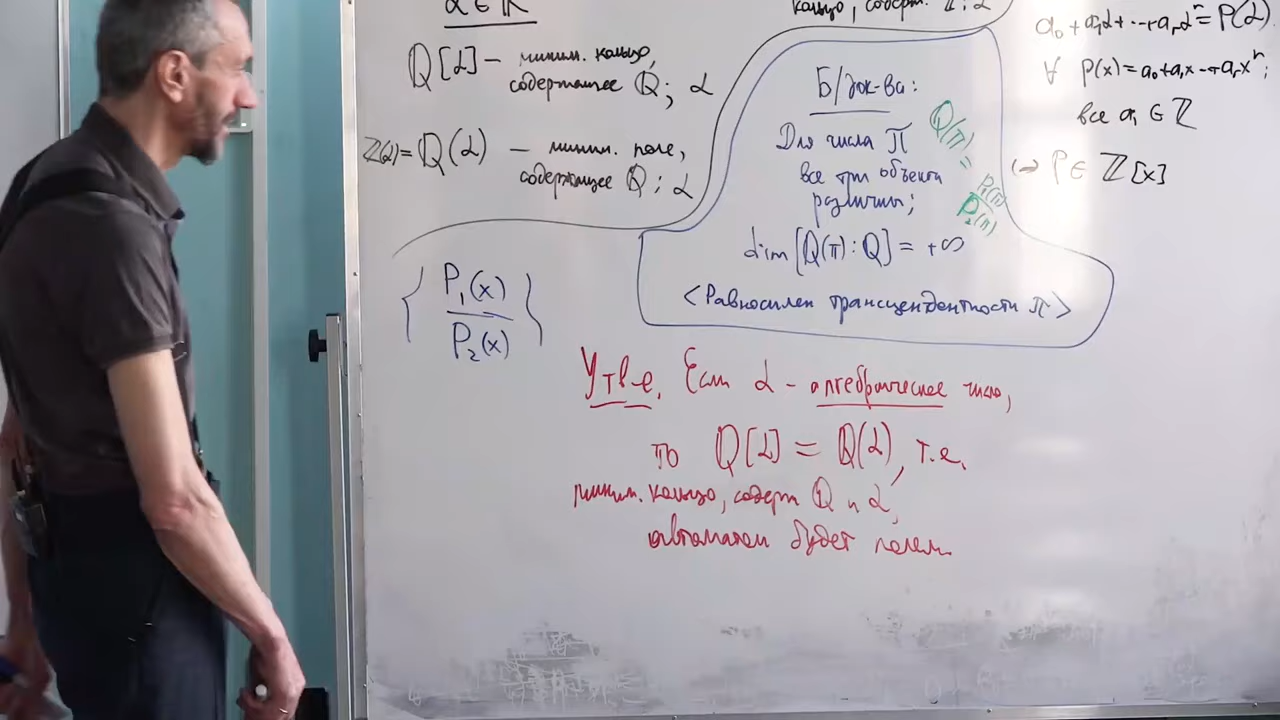 α ∈ ℝ
ℚ[α] – миним. кольцо,
содержащее ℚ; α
ℤ(α) = ℚ(α) – миним. поле,
содержащее ℚ; α
{ P₁(x) / P₂(x) }
кольцо, содерж. ℤ; α
Б/док-ва:
Для числа π
все три объекта
различны;
dim [ℚ(π) : ℚ] = +∞
<Равносилен трансцендентности π>
ℚ(π) = P₁(π) / P₂(π)
a₀ + a₁α + ... + aₙαⁿ = P(α)
∀ P(x) = a₀ + a₁x ... + aₙxⁿ;
все aᵢ ∈ ℤ
⇔ P ∈ ℤ[x]
Утв-е. Если α – алгебраическое число,
то ℚ[α] = ℚ(α), т.е.
миним. кольцо, содерж ℚ и α,
автоматом будет полем.